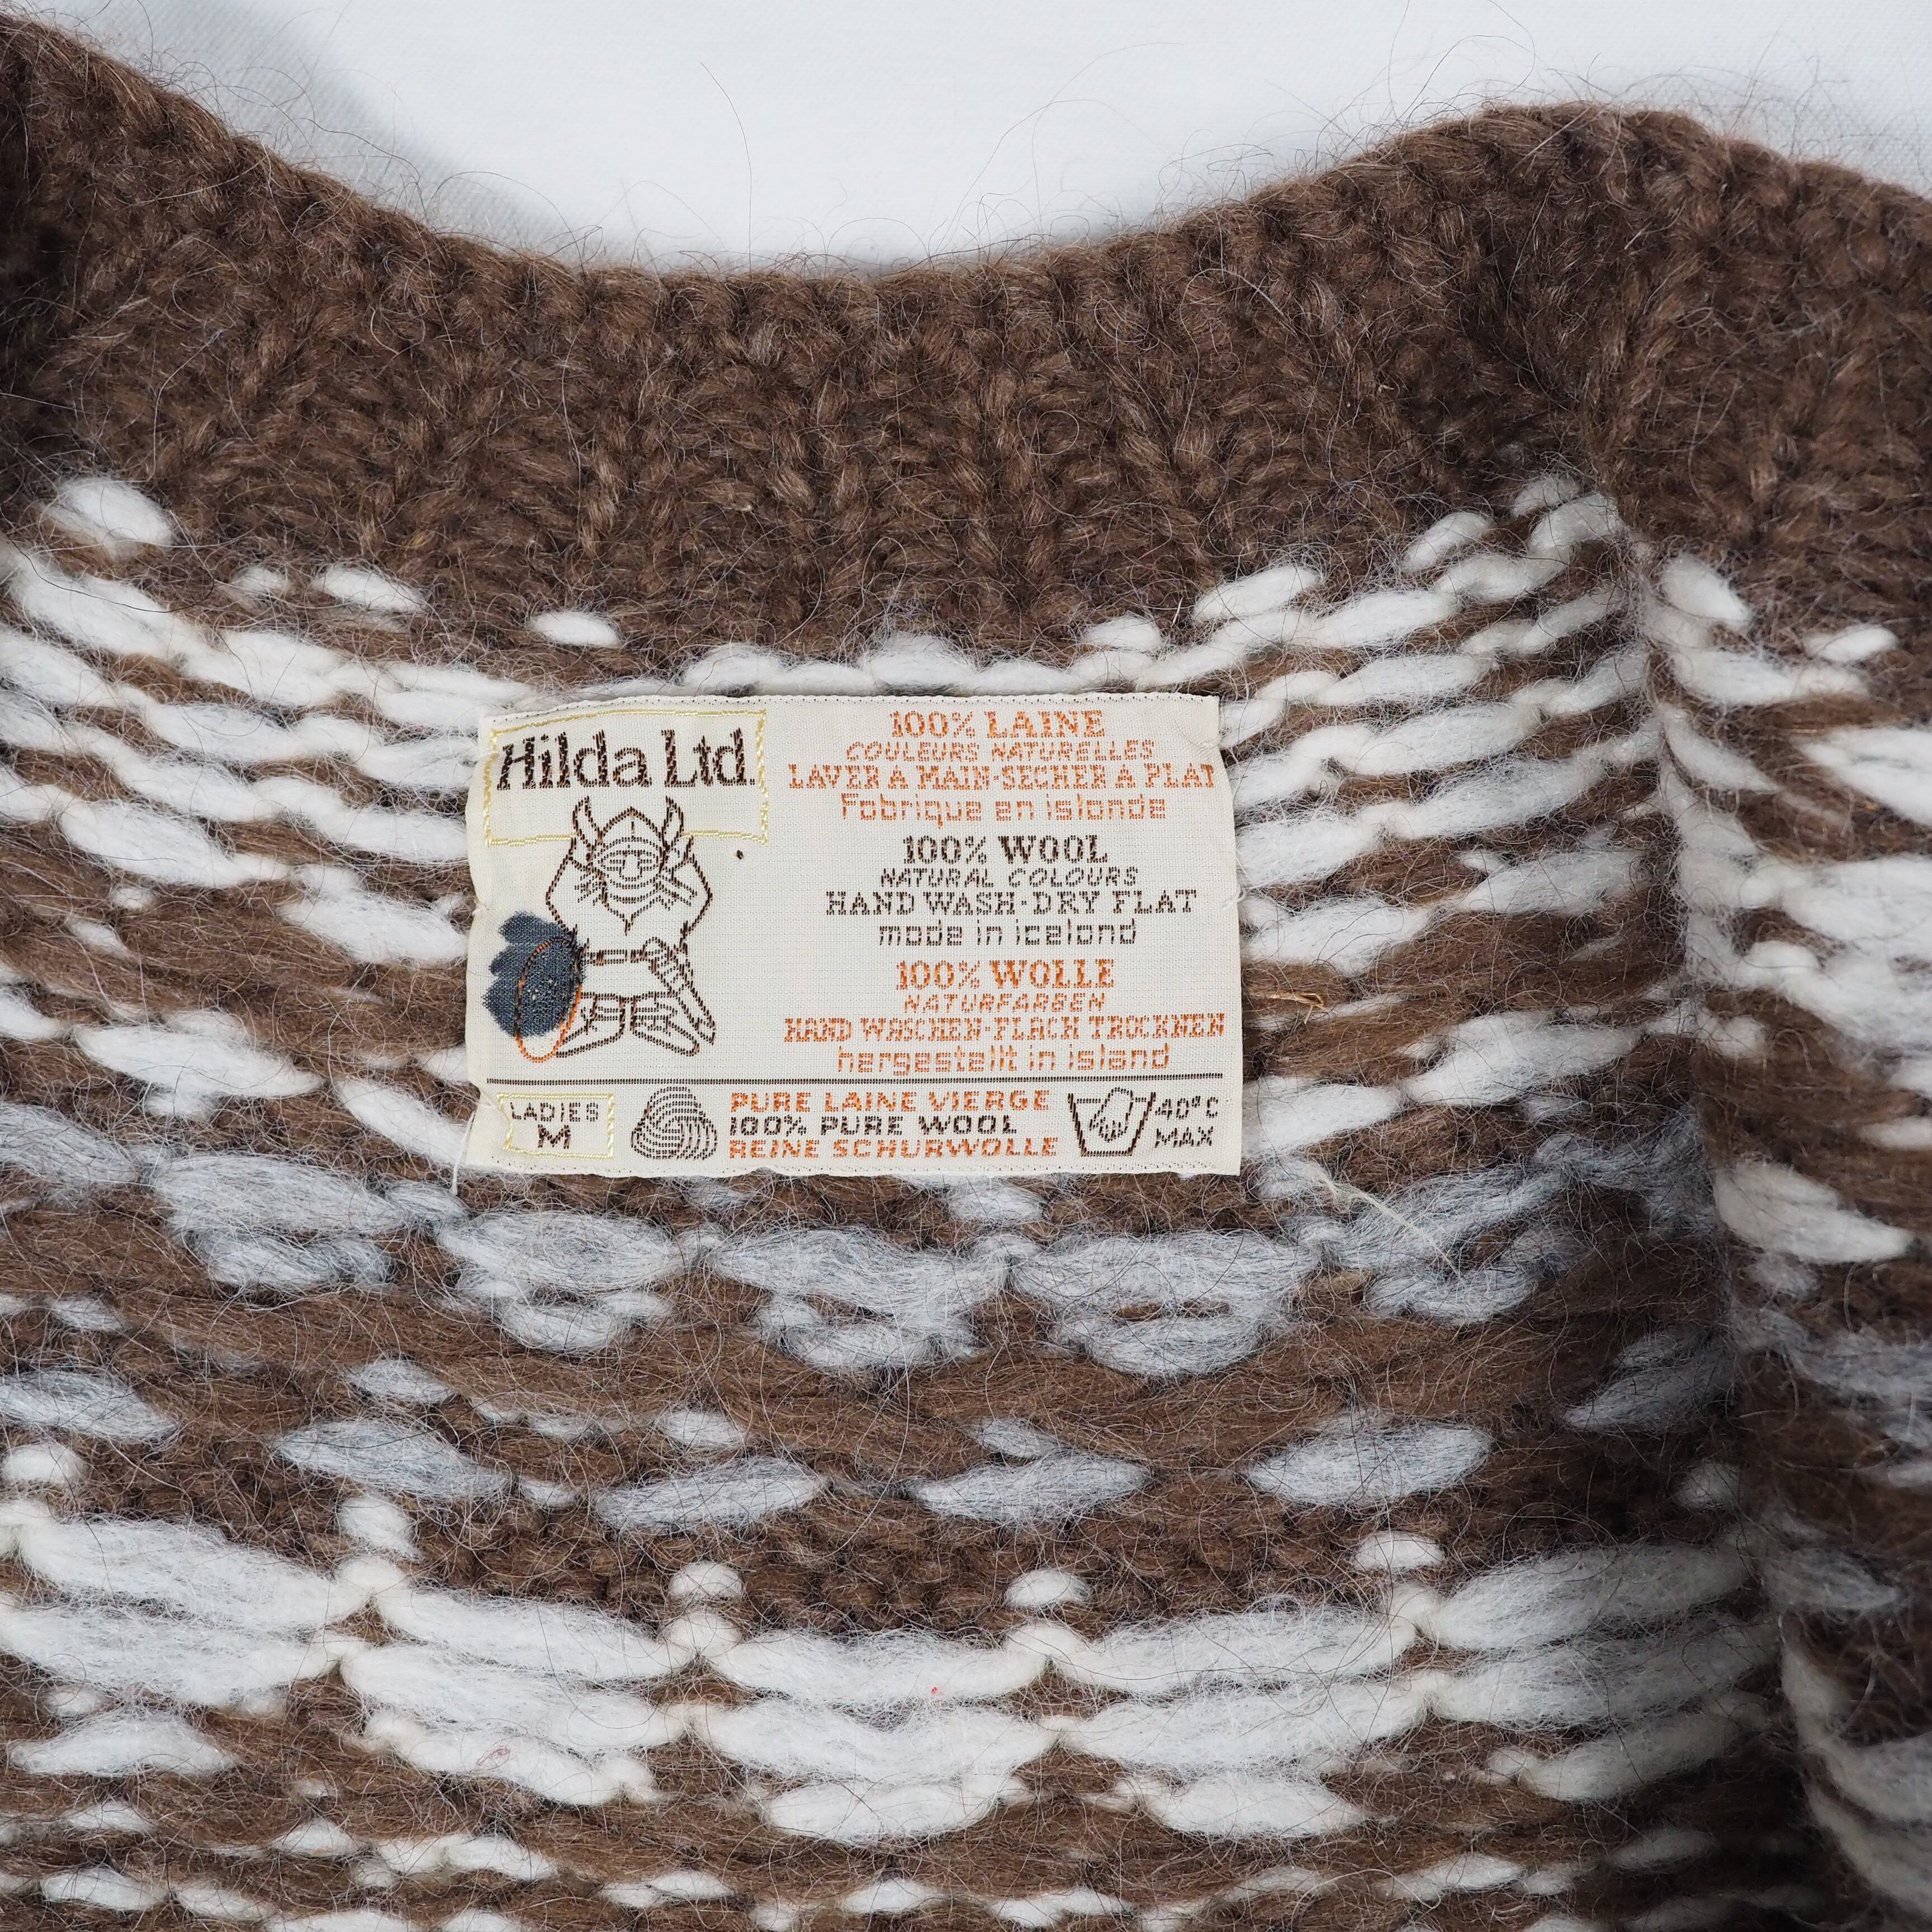 Hilda Ltd.
100% LAINE
COULEURS NATURELLES
LAVER A MAIN-SECHER A PLAT
Fabrique en islande
100% WOOL
NATURAL COLOURS
HAND WASH-DRY FLAT
made in iceland
100% WOLLE
NATURFARBEN
HAND WASCHEN-FLACH TROCKNEN
hergestellt in island
LADIES
M
PURE LAINE VIERGE
100% PURE WOOL
REINE SCHURWOLLE
40°C
MAX